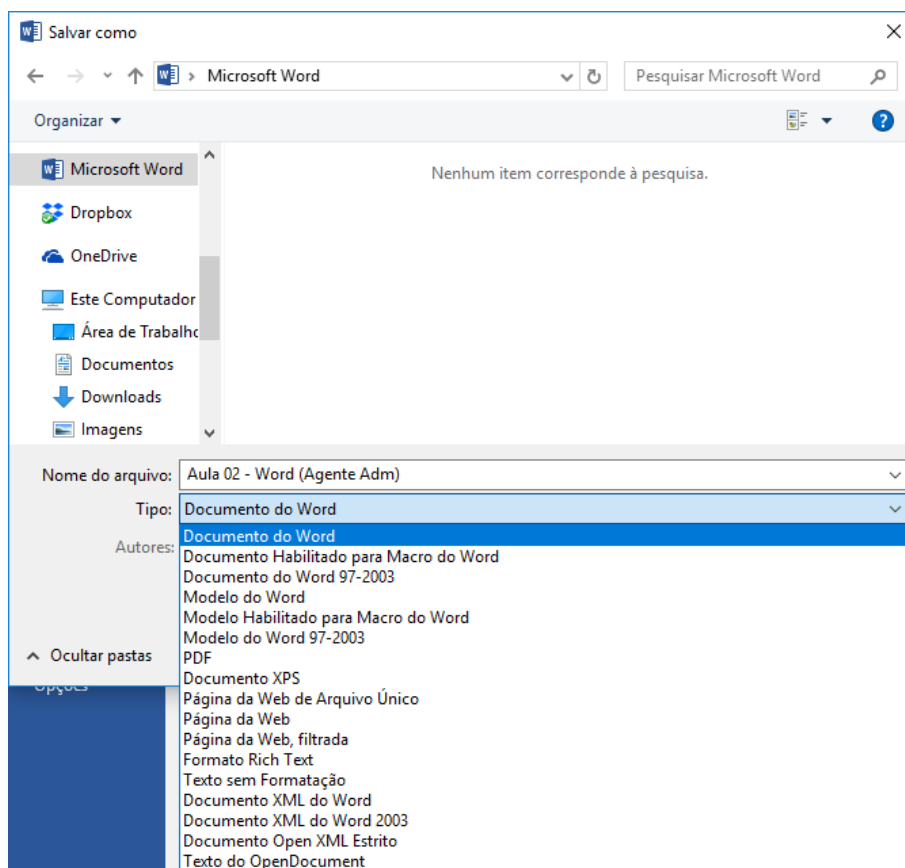 Salvar como
Microsoft Word
Pesquisar Microsoft Word
Organizar
Microsoft Word
Nenhum item corresponde à pesquisa.
Dropbox
OneDrive
Este Computador
Área de Trabalho
Documentos
Downloads
Imagens
Nome do arquivo: Aula 02 - Word (Agente Adm)
Tipo: Documento do Word
Autores:
Documento do Word
Documento Habilitado para Macro do Word
Documento do Word 97-2003
Modelo do Word
Modelo Habilitado para Macro do Word
Modelo do Word 97-2003
Ocultar pastas
PDF
Documento XPS
Opções
Página da Web de Arquivo Único
Página da Web
Página da Web, filtrada
Formato Rich Text
Texto sem Formatação
Documento XML do Word
Documento XML do Word 2003
Documento Open XML Estrito
Texto do OpenDocument